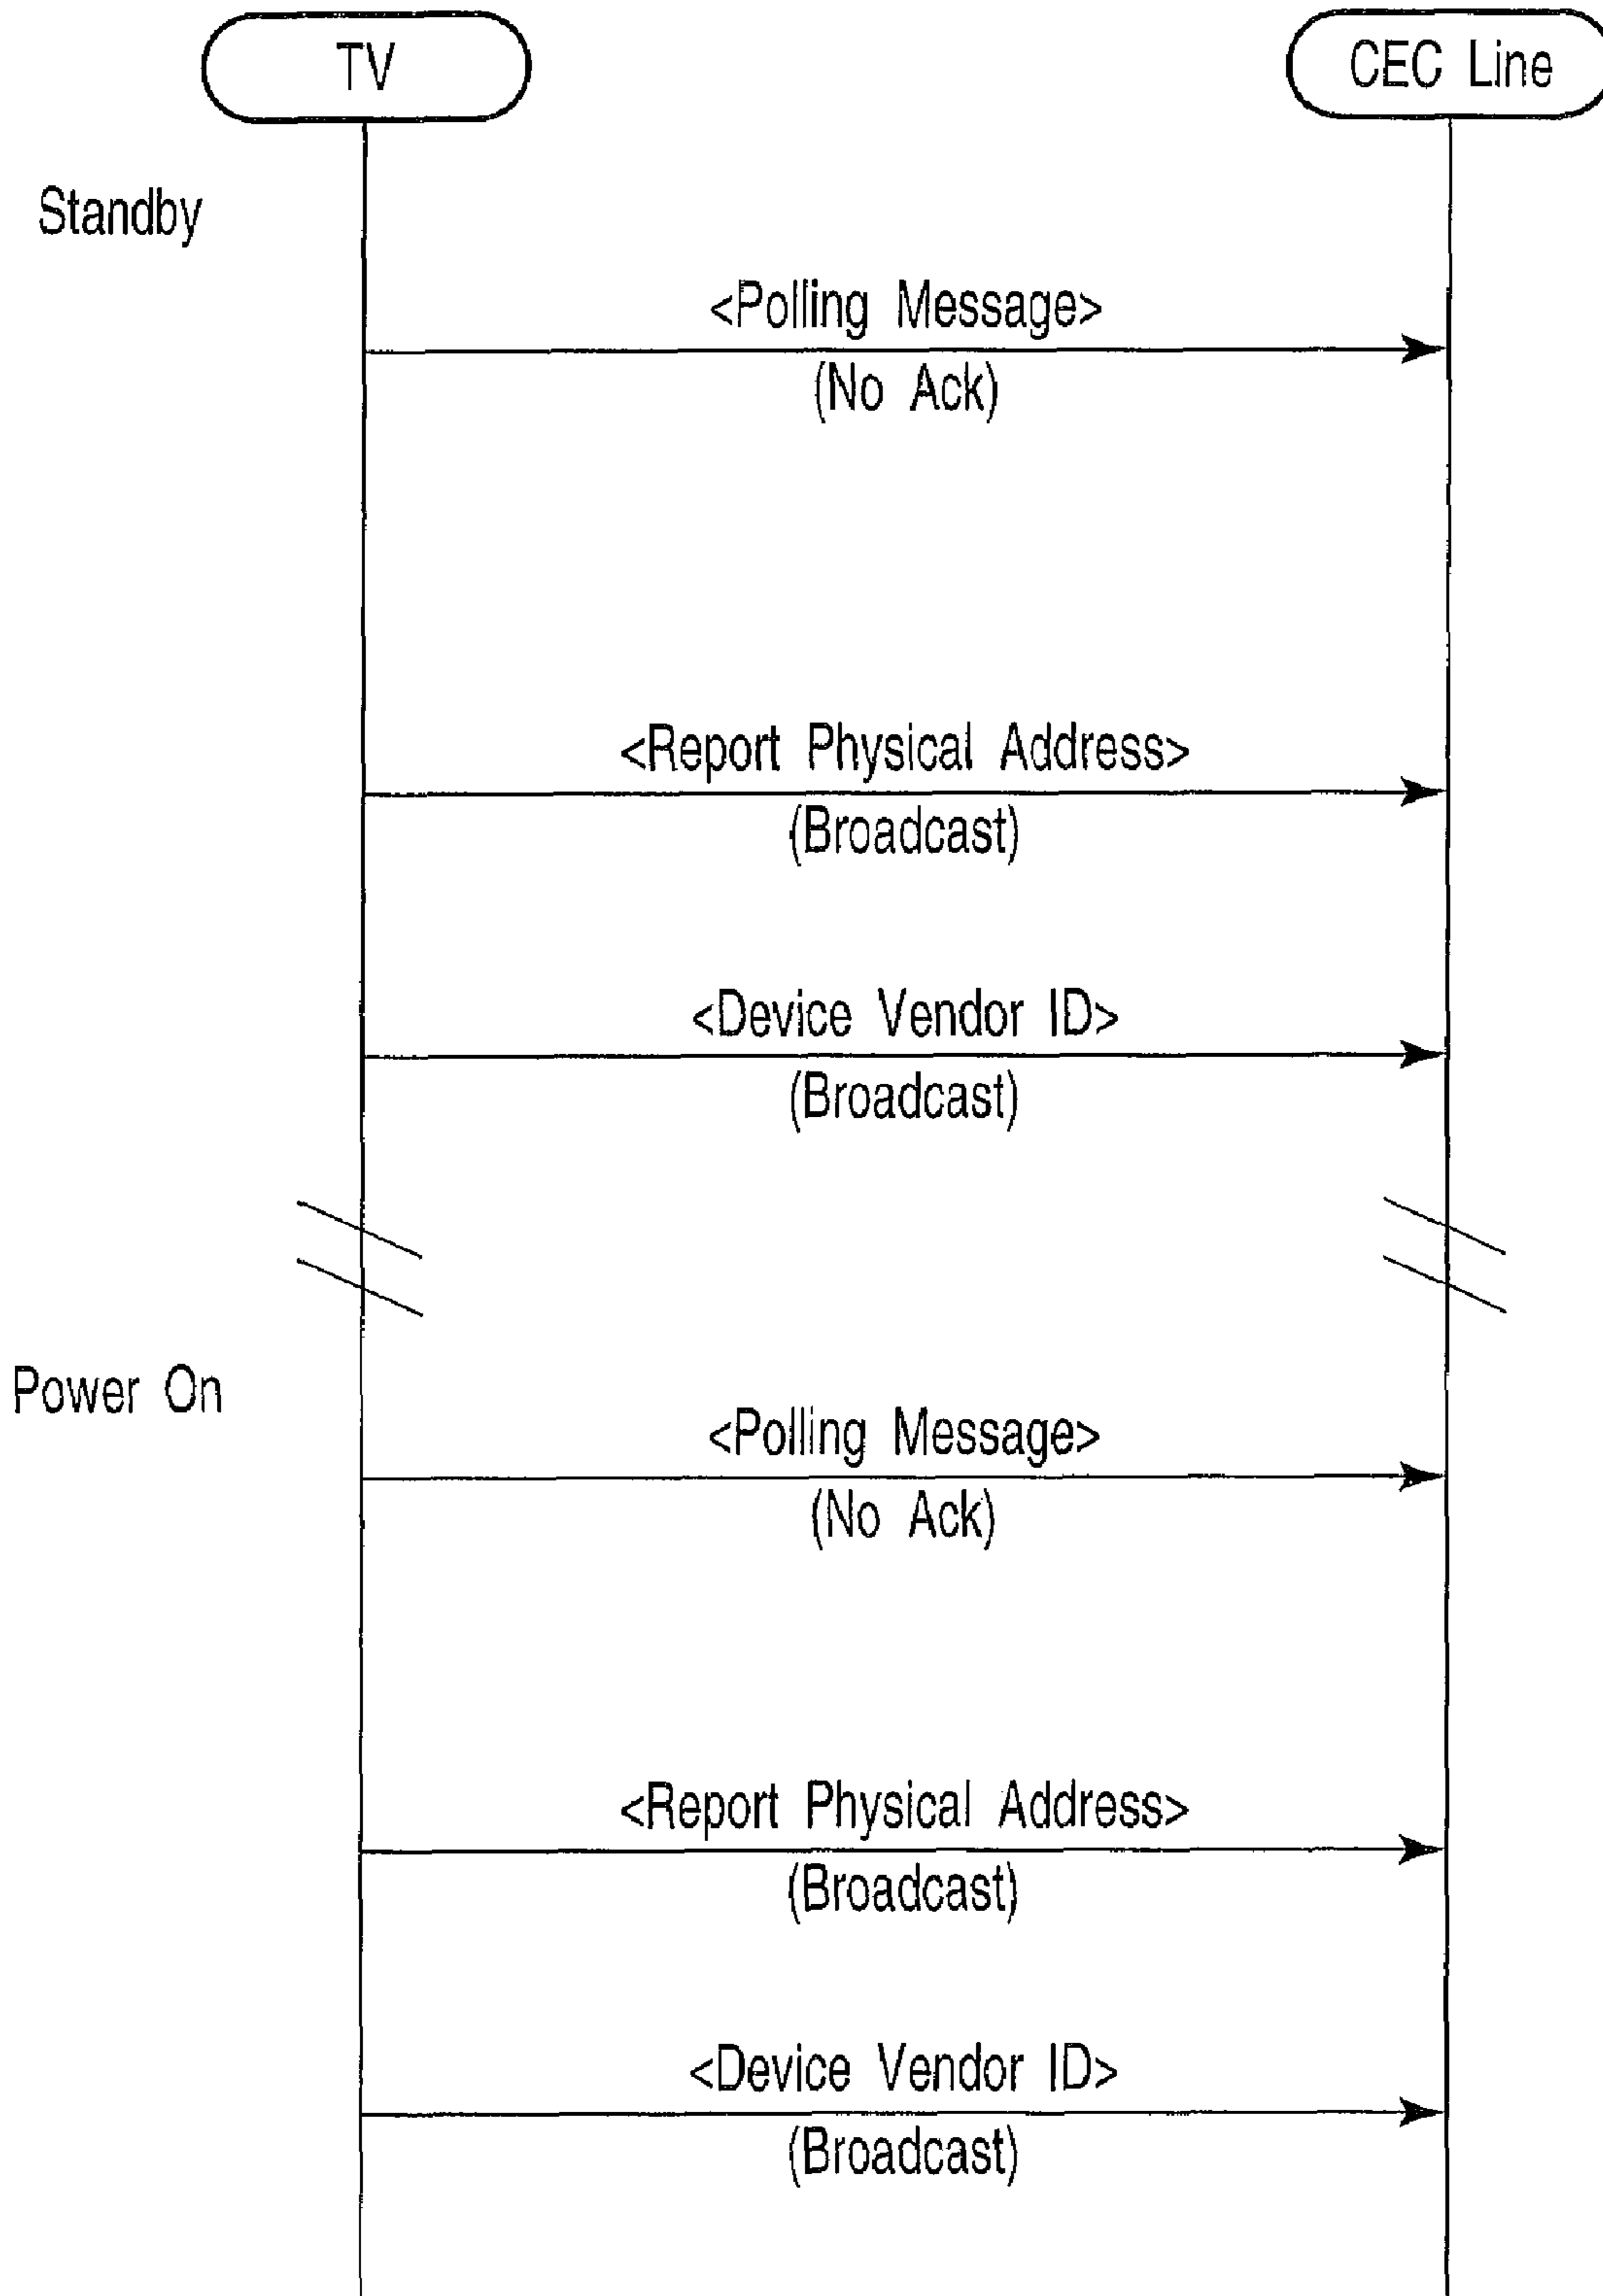 TV
CEC Line
Standby
<Polling Message>
(No Ack)
<Report Physical Address>
(Broadcast)
<Device Vendor ID>
(Broadcast)
Power On
<Polling Message>
(No Ack)
<Report Physical Address>
(Broadcast)
<Device Vendor ID>
(Broadcast)